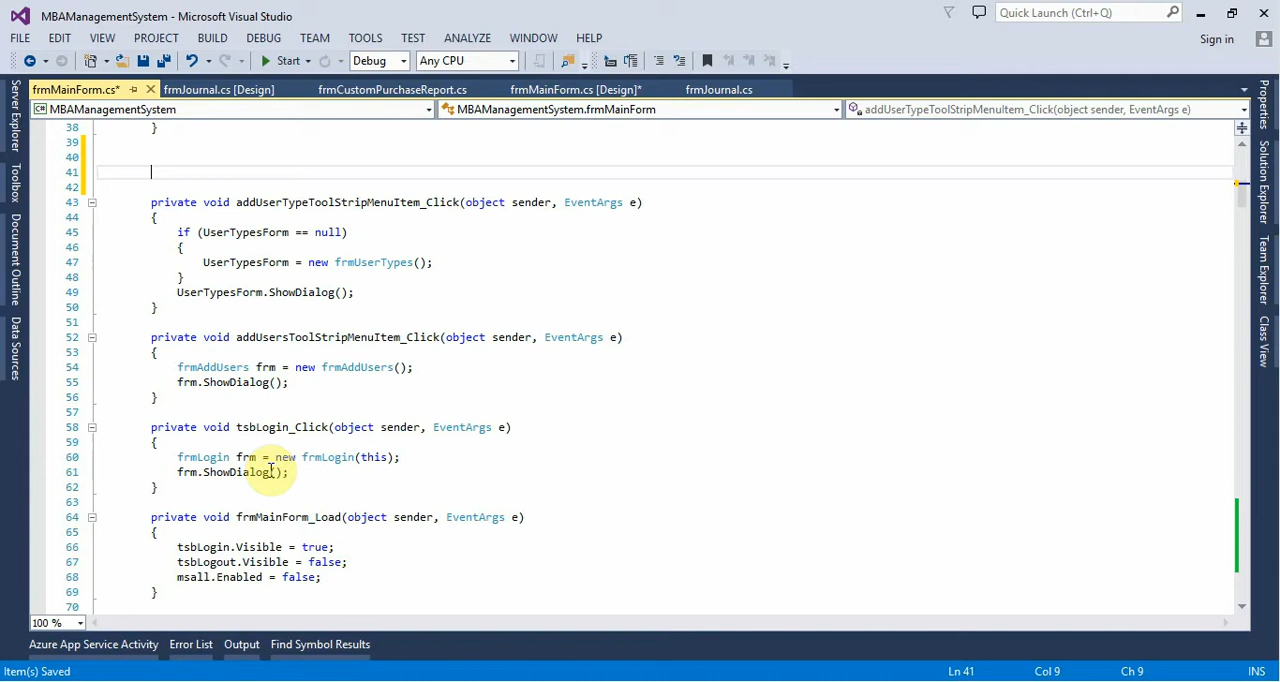 MBAManagementSystem - Microsoft Visual Studio
Quick Launch (Ctrl+Q)
FILE EDIT VIEW PROJECT BUILD DEBUG TEAM TOOLS TEST ANALYZE WINDOW HELP
Sign in
Start Debug Any CPU
frmMainForm.cs* frmJournal.cs [Design] frmCustomPurchaseReport.cs frmMainForm.cs [Design]* frmJournal.cs
C# MBAManagementSystem MBAManagementSystem.frmMainForm addUserTypeToolStripMenuItem_Click(object sender, EventArgs e)
Server Explorer
Toolbox
Document Outline
Data Sources
38 }
39
40
41
42
43 private void addUserTypeToolStripMenuItem_Click(object sender, EventArgs e)
44 {
45 if (UserTypesForm == null)
46 {
47 UserTypesForm = new frmUserTypes();
48 }
49 UserTypesForm.ShowDialog();
50 }
51
52 private void addUsersToolStripMenuItem_Click(object sender, EventArgs e)
53 {
54 frmAddUsers frm = new frmAddUsers();
55 frm.ShowDialog();
56 }
57
58 private void tsbLogin_Click(object sender, EventArgs e)
59 {
60 frmLogin frm = new frmLogin(this);
61 frm.ShowDialog();
62 }
63
64 private void frmMainForm_Load(object sender, EventArgs e)
65 {
66 tsbLogin.Visible = true;
67 tsbLogout.Visible = false;
68 msall.Enabled = false;
69 }
70
Properties
Solution Explorer
Team Explorer
Class View
100 %
Azure App Service Activity Error List Output Find Symbol Results
Item(s) Saved Ln 41 Col 9 Ch 9 INS